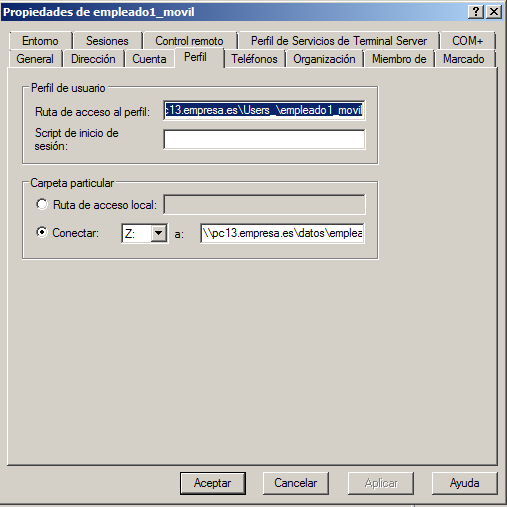 Propiedades de empleado1_movil
Entorno Sesiones Control remoto Perfil de Servicios de Terminal Server COM+
General Dirección Cuenta Perfil Teléfonos Organización Miembro de Marcado
Perfil de usuario
Ruta de acceso al perfil: c13.empresa.es\Users_\empleado1_movil
Script de inicio de
sesión:
Carpeta particular
Ruta de acceso local:
Conectar: Z: a: \\pc13.empresa.es\datos\emplea
Aceptar Cancelar Aplicar Ayuda